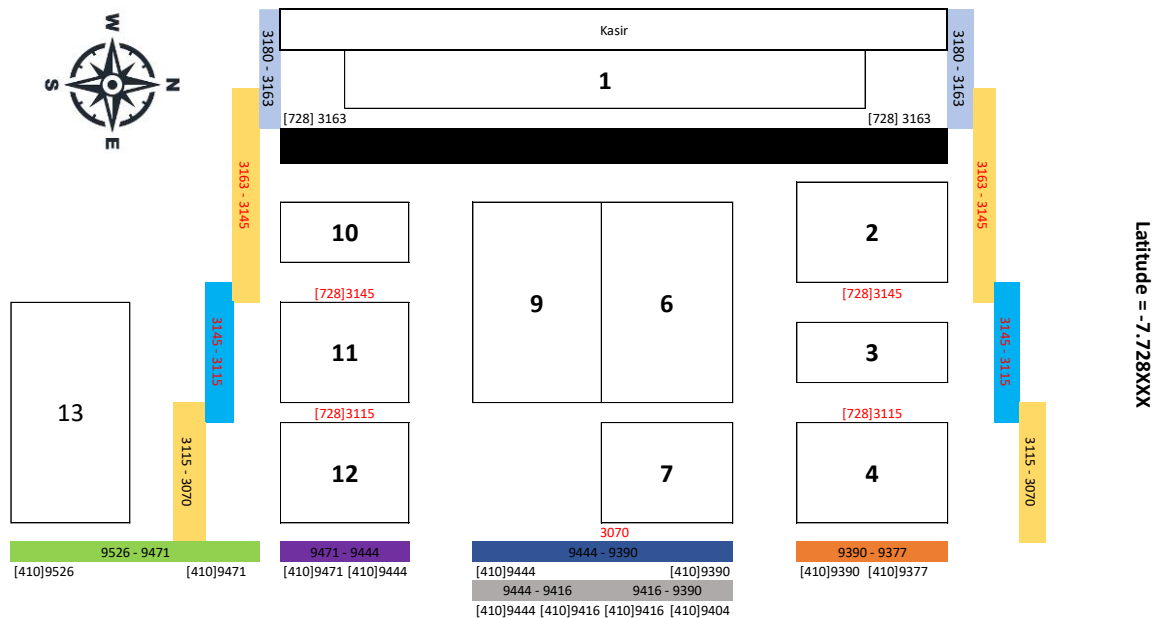 W
S
N
E
3180 - 3163
Kasir
3180 - 3163
1
[728] 3163
[728] 3163
3163 - 3145
3163 - 3145
10
9
6
2
[728]3145
[728]3145
Latitude = -7.728XXX
3145 - 3115
3145 - 3115
11
3
13
[728]3115
[728]3115
3115 - 3070
3115 - 3070
12
7
4
3070
9526 - 9471
9471 - 9444
9444 - 9390
9390 - 9377
[410]9526
[410]9471
[410]9471
[410]9444
[410]9444
[410]9390
[410]9390
[410]9377
9444 - 9416
9416 - 9390
[410]9444
[410]9416
[410]9416
[410]9404